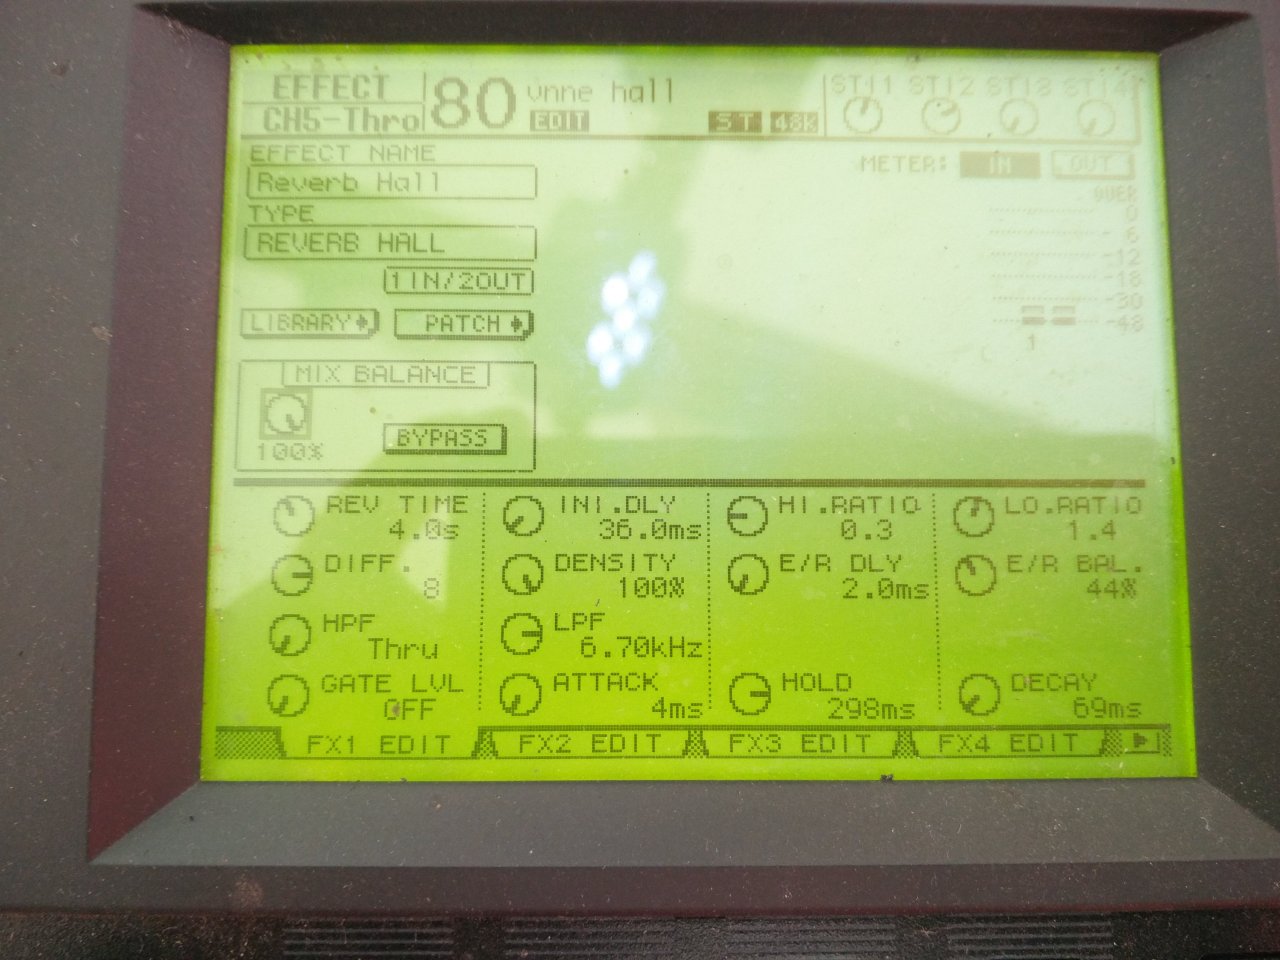 EFFECT
CH5-Thro
80
vnne hall
EDIT
ST 48k
STI1 STI2 STI3 STI4
EFFECT NAME
Reverb Hall
TYPE
REVERB HALL
1IN/2OUT
LIBRARY PATCH
METER: IN OUT
OVER
0
-6
-12
-18
-30
-48
1
MIX BALANCE
100%
BYPASS
REV TIME INI.DLY HI.RATIO LO.RATIO
4.0s 36.0ms 0.3 1.4
DIFF. DENSITY E/R DLY E/R BAL.
8 100% 2.0ms 44%
HPF LPF
Thru 6.70kHz
GATE LVL ATTACK HOLD DECAY
OFF 4ms 298ms 69ms
FX1 EDIT FX2 EDIT FX3 EDIT FX4 EDIT